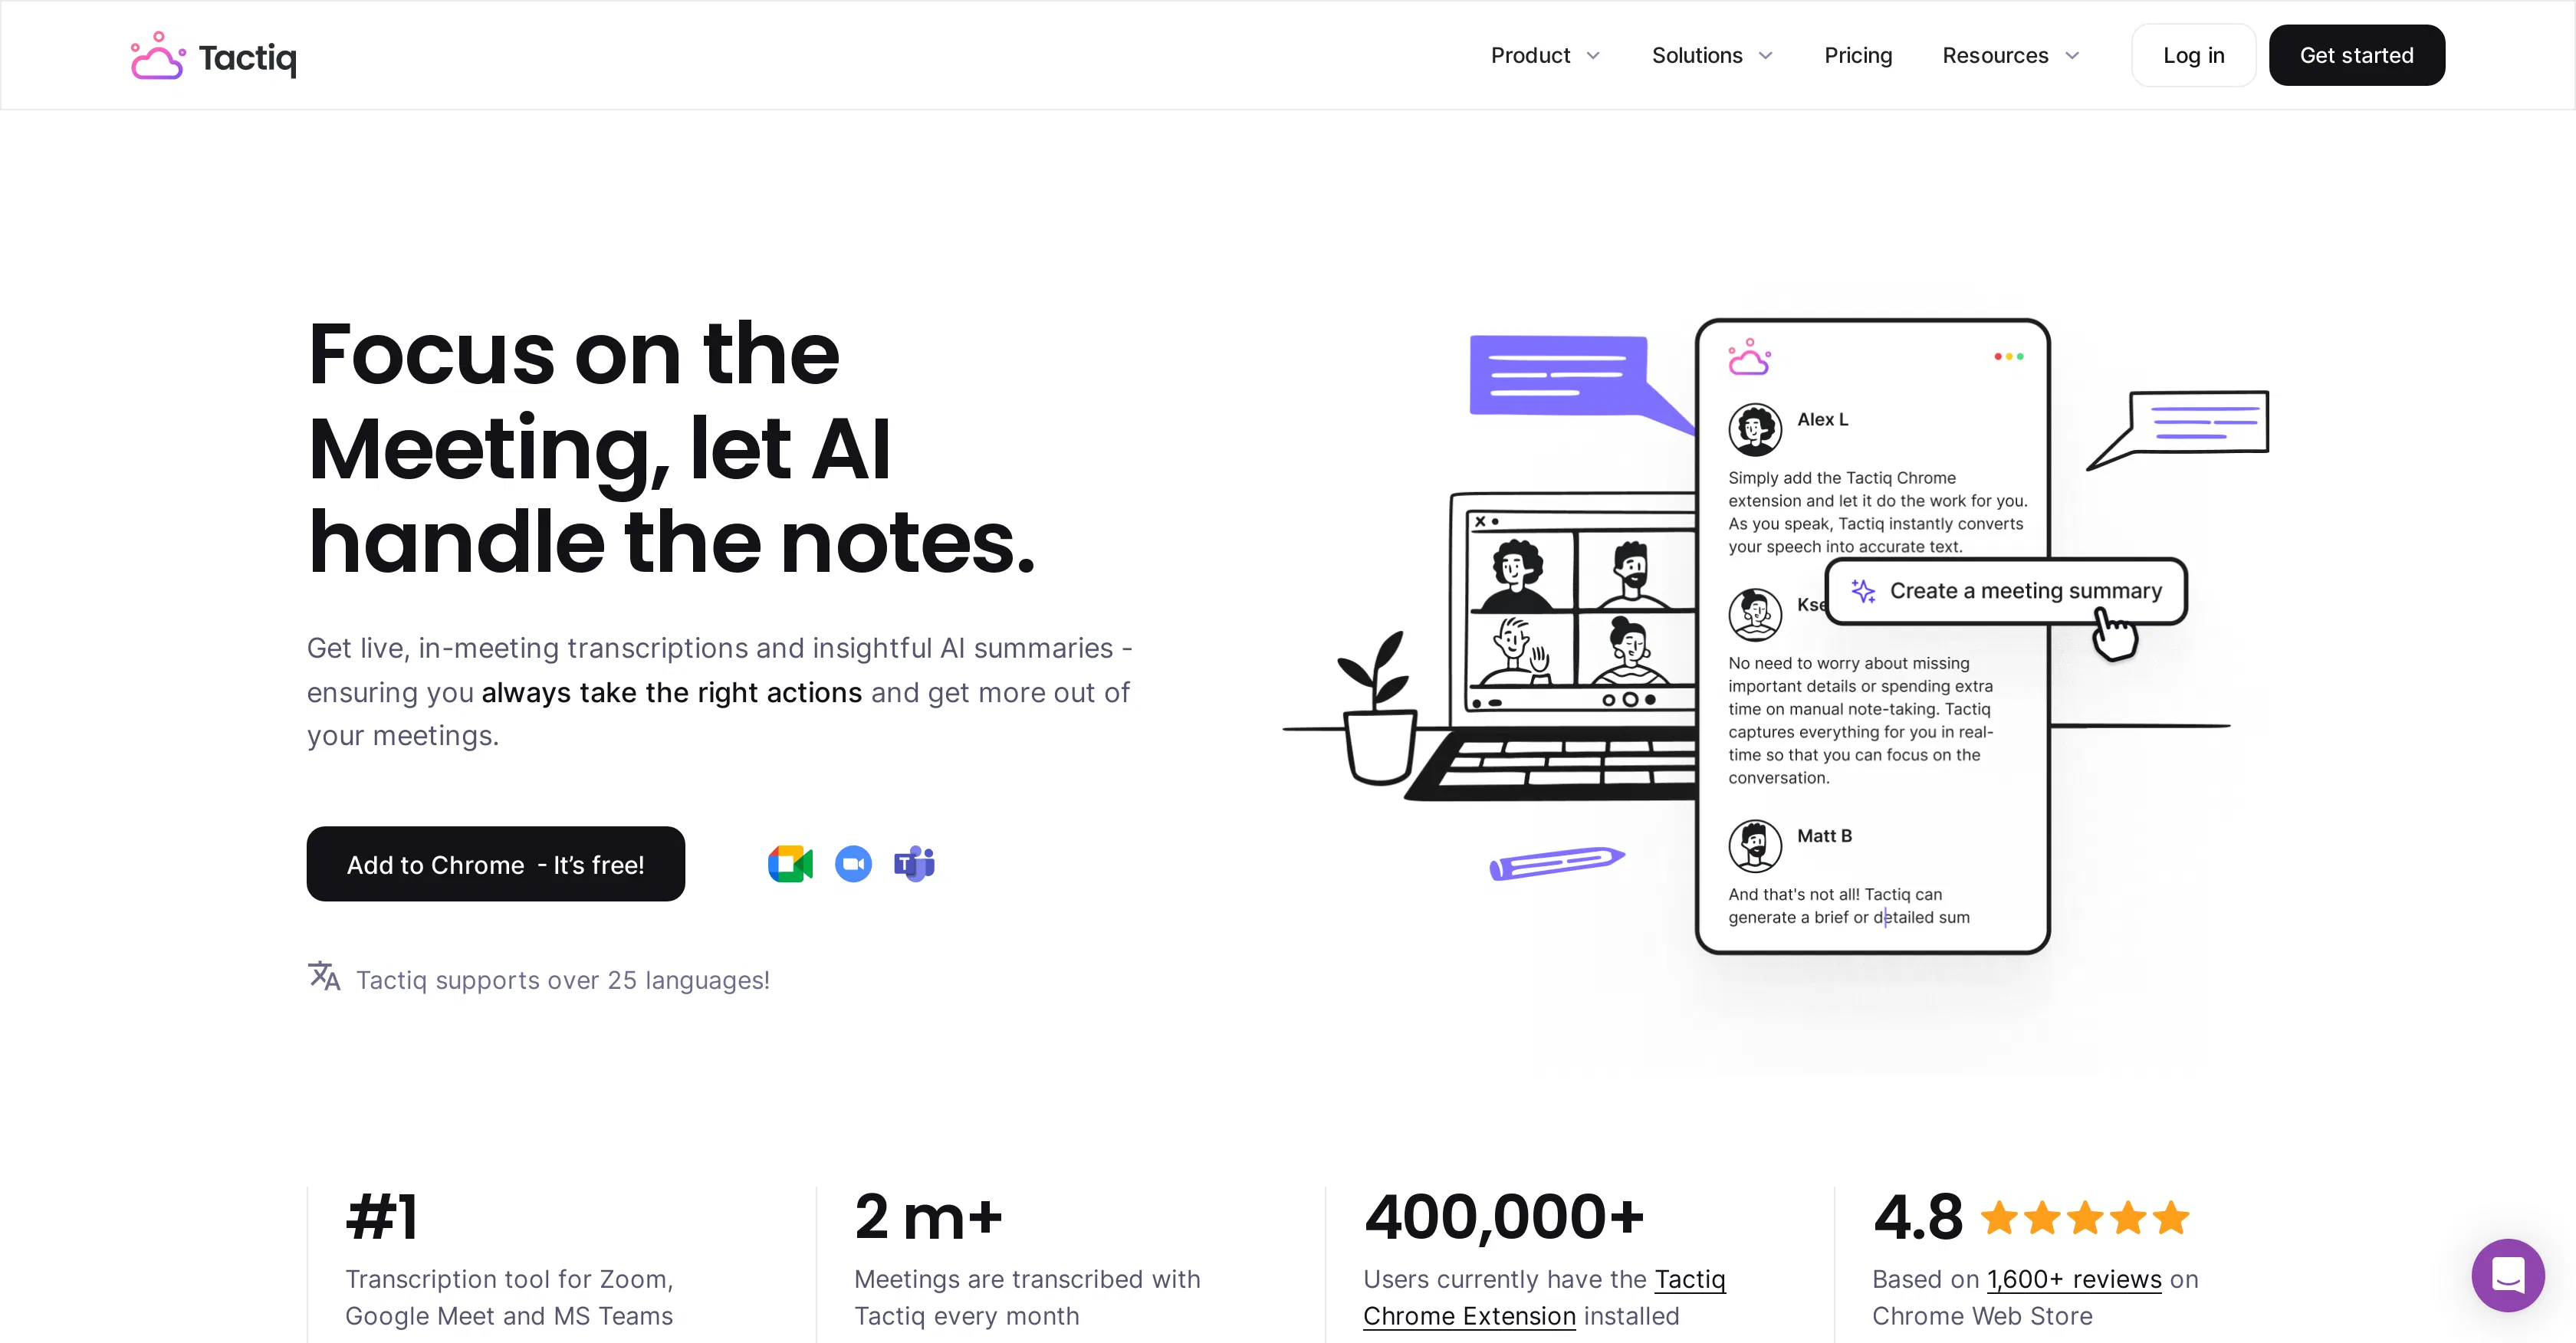 Tactiq
Product
Solutions
Pricing
Resources
Log in
Get started
Focus on the
Meeting, let AI
handle the notes.
Get live, in-meeting transcriptions and insightful AI summaries -
ensuring you always take the right actions and get more out of
your meetings.
Add to Chrome - It’s free!
Tactiq supports over 25 languages!
Alex L
Simply add the Tactiq Chrome
extension and let it do the work for you.
As you speak, Tactiq instantly converts
your speech into accurate text.
Create a meeting summary
Kse
No need to worry about missing
important details or spending extra
time on manual note-taking. Tactiq
captures everything for you in real-
time so that you can focus on the
conversation.
Matt B
And that's not all! Tactiq can
generate a brief or detailed sum
#1
Transcription tool for Zoom,
Google Meet and MS Teams
2 m+
Meetings are transcribed with
Tactiq every month
400,000+
Users currently have the Tactiq
Chrome Extension installed
4.8
Based on 1,600+ reviews on
Chrome Web Store